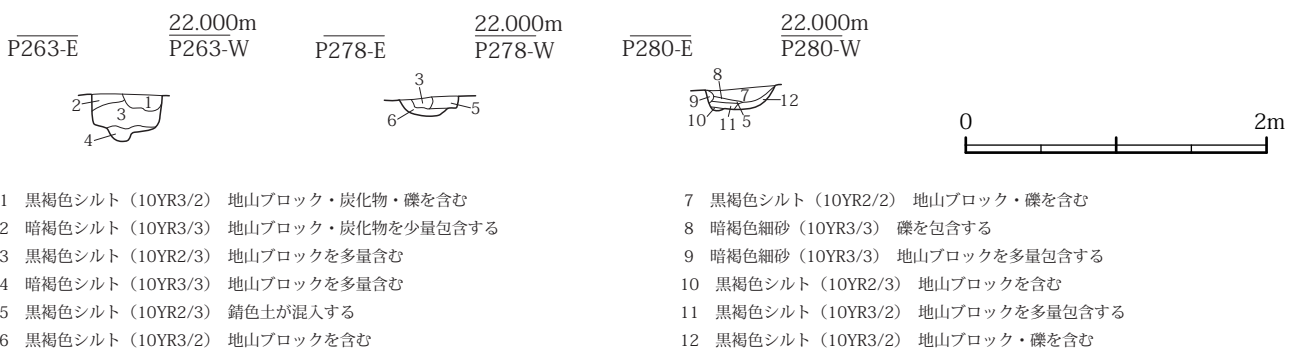 22.000m
P263-E P263-W
22.000m
P278-E P278-W
22.000m
P280-E P280-W
2
1
3
4
3
5
6
8
9
7
12
10
11
5
0 2m
1 黒褐色シルト（10YR3/2） 地山ブロック・炭化物・礫を含む
2 暗褐色シルト（10YR3/3） 地山ブロック・炭化物を少量包含する
3 黒褐色シルト（10YR2/3） 地山ブロックを多量含む
4 暗褐色シルト（10YR3/3） 地山ブロックを多量含む
5 黒褐色シルト（10YR2/3） 錆色土が混入する
6 黒褐色シルト（10YR3/2） 地山ブロックを含む
7 黒褐色シルト（10YR2/2） 地山ブロック・礫を含む
8 暗褐色細砂（10YR3/3） 礫を包含する
9 暗褐色細砂（10YR3/3） 地山ブロックを多量包含する
10 黒褐色シルト（10YR2/3） 地山ブロックを含む
11 黒褐色シルト（10YR3/2） 地山ブロックを多量包含する
12 黒褐色シルト（10YR3/2） 地山ブロック・礫を含む